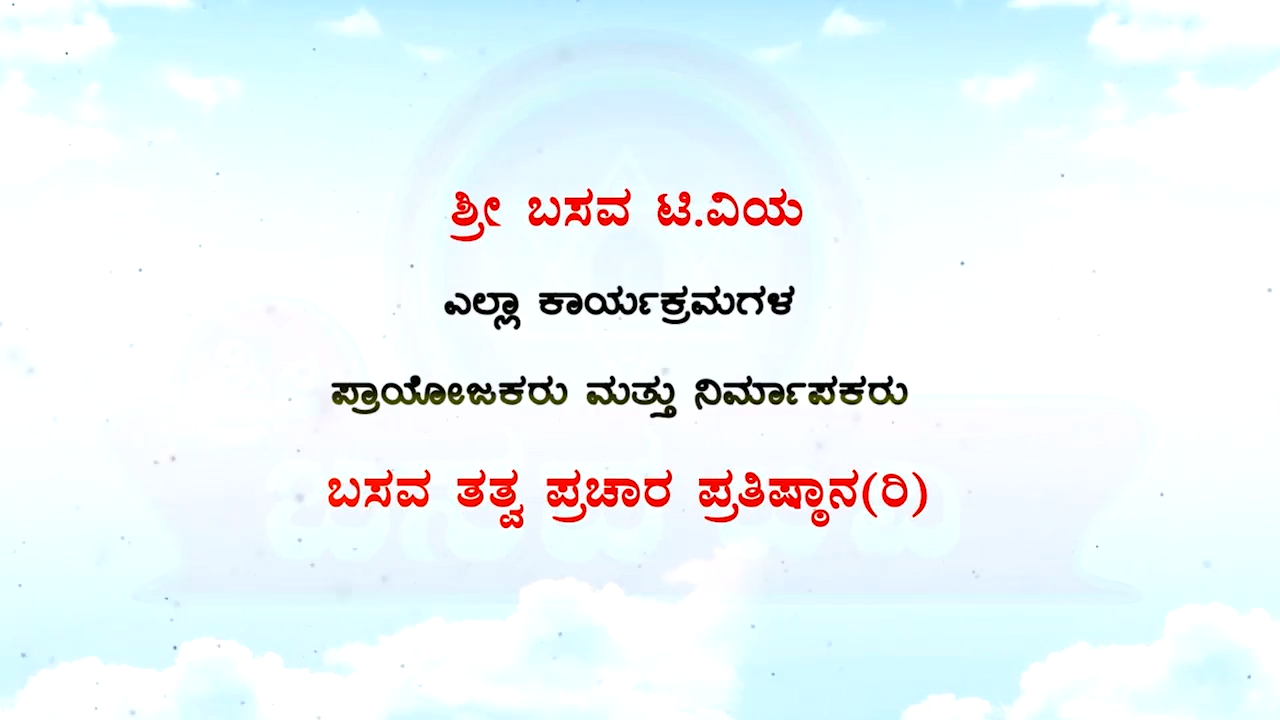 ಶ್ರೀ ಬಸವ ಟಿ.ವಿಯ
ಎಲ್ಲಾ ಕಾರ್ಯಕ್ರಮಗಳ
ಪ್ರಾಯೋಜಕರು ಮತ್ತು ನಿರ್ಮಾಪಕರು
ಬಸವ ತತ್ವ ಪ್ರಚಾರ ಪ್ರತಿಷ್ಠಾನ(ರಿ)